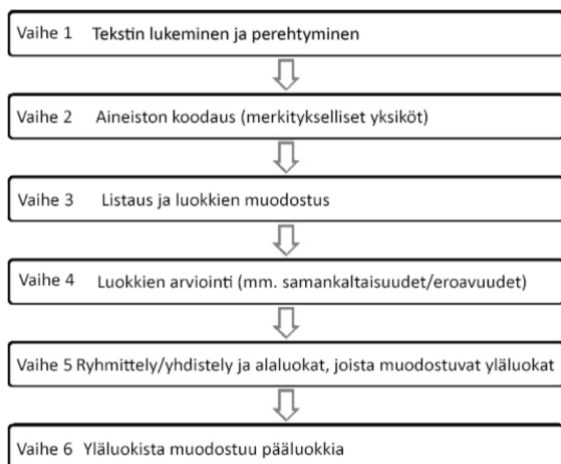 Vaihe 1 Tekstin lukeminen ja perehtyminen
Vaihe 2 Aineiston koodaus (merkitykselliset yksiköt)
Vaihe 3 Listaus ja luokkien muodostus
Vaihe 4 Luokkien arviointi (mm. samankaltaisuudet/eroavuudet)
Vaihe 5 Ryhmittely/yhdistely ja alaluokat, joista muodostuvat yläluokat
Vaihe 6 Yläluokista muodostuu pääluokkia